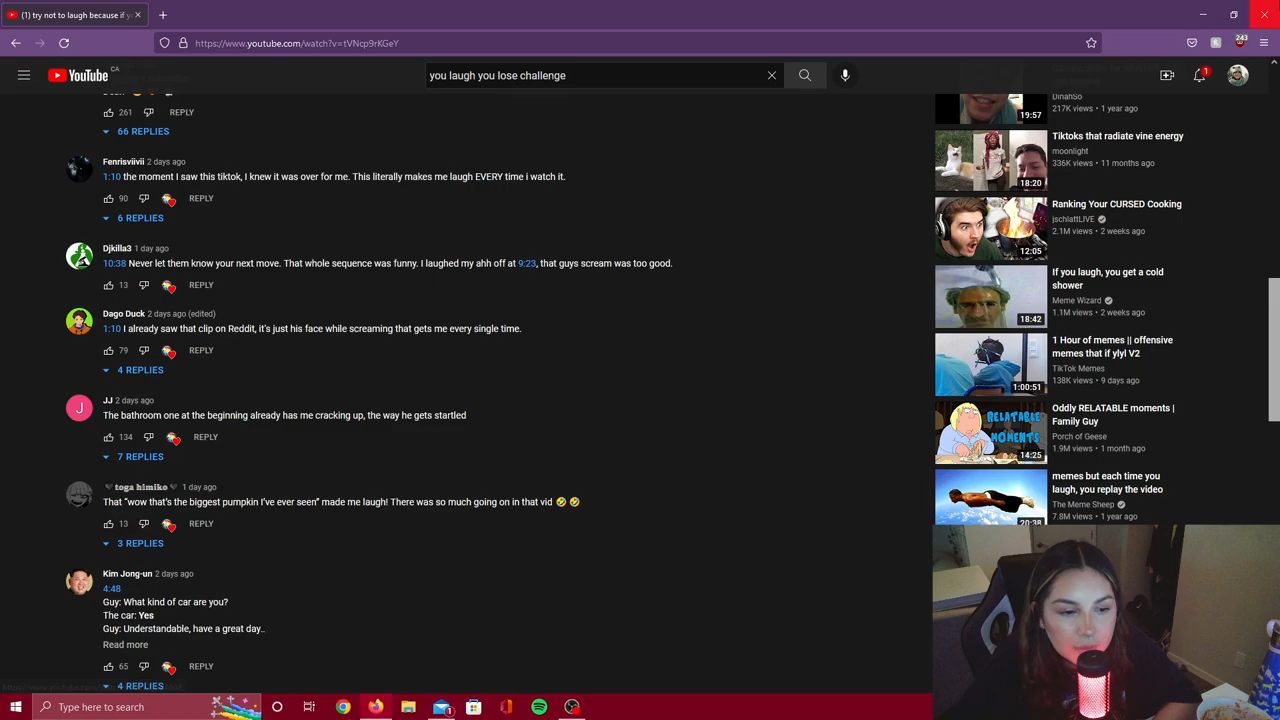 (1) try not to laugh because if y
https://www.youtube.com/watch?v=tVNcp9rKGeY
243
YouTube CA
you laugh you lose challenge
1
261
REPLY
66 REPLIES
Fenrisviivii 2 days ago
1:10 the moment I saw this tiktok, I knew it was over for me. This literally makes me laugh EVERY time i watch it.
90
REPLY
6 REPLIES
Djkilla3 1 day ago
10:38 Never let them know your next move. That whole sequence was funny. I laughed my ahh off at 9:23, that guys scream was too good.
13
REPLY
Dago Duck 2 days ago (edited)
1:10 I already saw that clip on Reddit, it's just his face while screaming that gets me every single time.
79
REPLY
4 REPLIES
J
JJ 2 days ago
The bathroom one at the beginning already has me cracking up, the way he gets startled
134
REPLY
7 REPLIES
🖤 toga himiko 🖤 1 day ago
That "wow that's the biggest pumpkin I've ever seen" made me laugh! There was so much going on in that vid 🤣 🤣
13
REPLY
3 REPLIES
Kim Jong-un 2 days ago
4:48
Guy: What kind of car are you?
The car: Yes
Guy: Understandable, have a great day..
Read more
65
REPLY
4 REPLIES
DinahSo
217K views • 1 year ago
19:57
Tiktoks that radiate vine energy
moonlight
336K views • 11 months ago
18:20
Ranking Your CURSED Cooking
jschlattLIVE
2.1M views • 2 weeks ago
12:05
If you laugh, you get a cold
shower
Meme Wizard
1.1M views • 2 weeks ago
18:42
1 Hour of memes || offensive
memes that if ylyl V2
TikTok Memes
138K views • 9 days ago
1:00:51
Oddly RELATABLE moments |
Family Guy
Porch of Geese
1.9M views • 1 month ago
RELATABLE
MOMENTS
14:25
memes but each time you
laugh, you replay the video
The Meme Sheep
7.8M views • 1 year ago
20:38
Type here to search